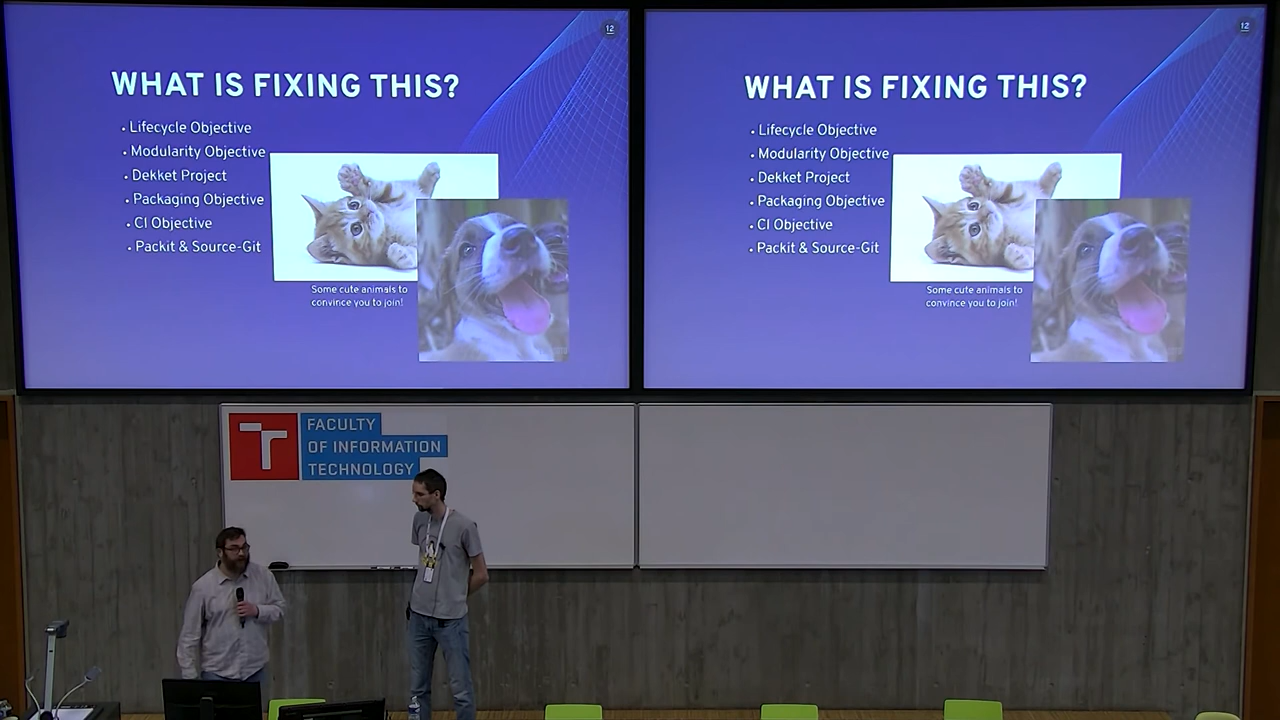 12
WHAT IS FIXING THIS?
• Lifecycle Objective
• Modularity Objective
• Dekket Project
• Packaging Objective
• CI Objective
• Packit & Source-Git
Some cute animals to
convince you to join!
12
WHAT IS FIXING THIS?
• Lifecycle Objective
• Modularity Objective
• Dekket Project
• Packaging Objective
• CI Objective
• Packit & Source-Git
Some cute animals to
convince you to join!
FACULTY
OF INFORMATION
TECHNOLOGY